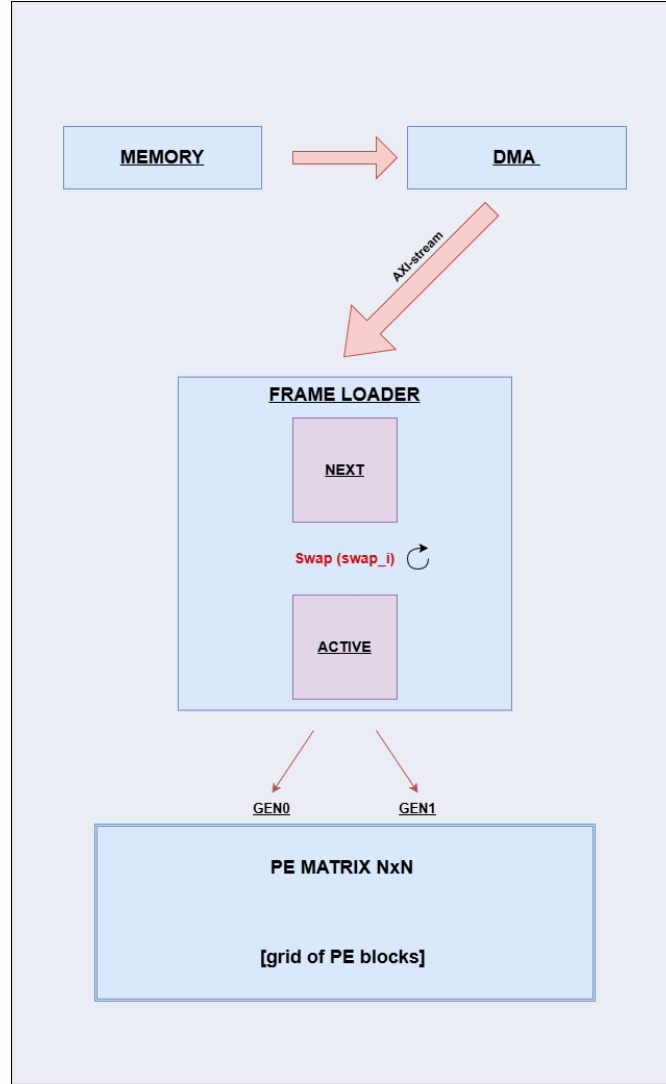 MEMORY
DMA
AXI-stream
FRAME LOADER
NEXT
Swap (swap_i)
ACTIVE
GEN0
GEN1
PE MATRIX NxN
[grid of PE blocks]